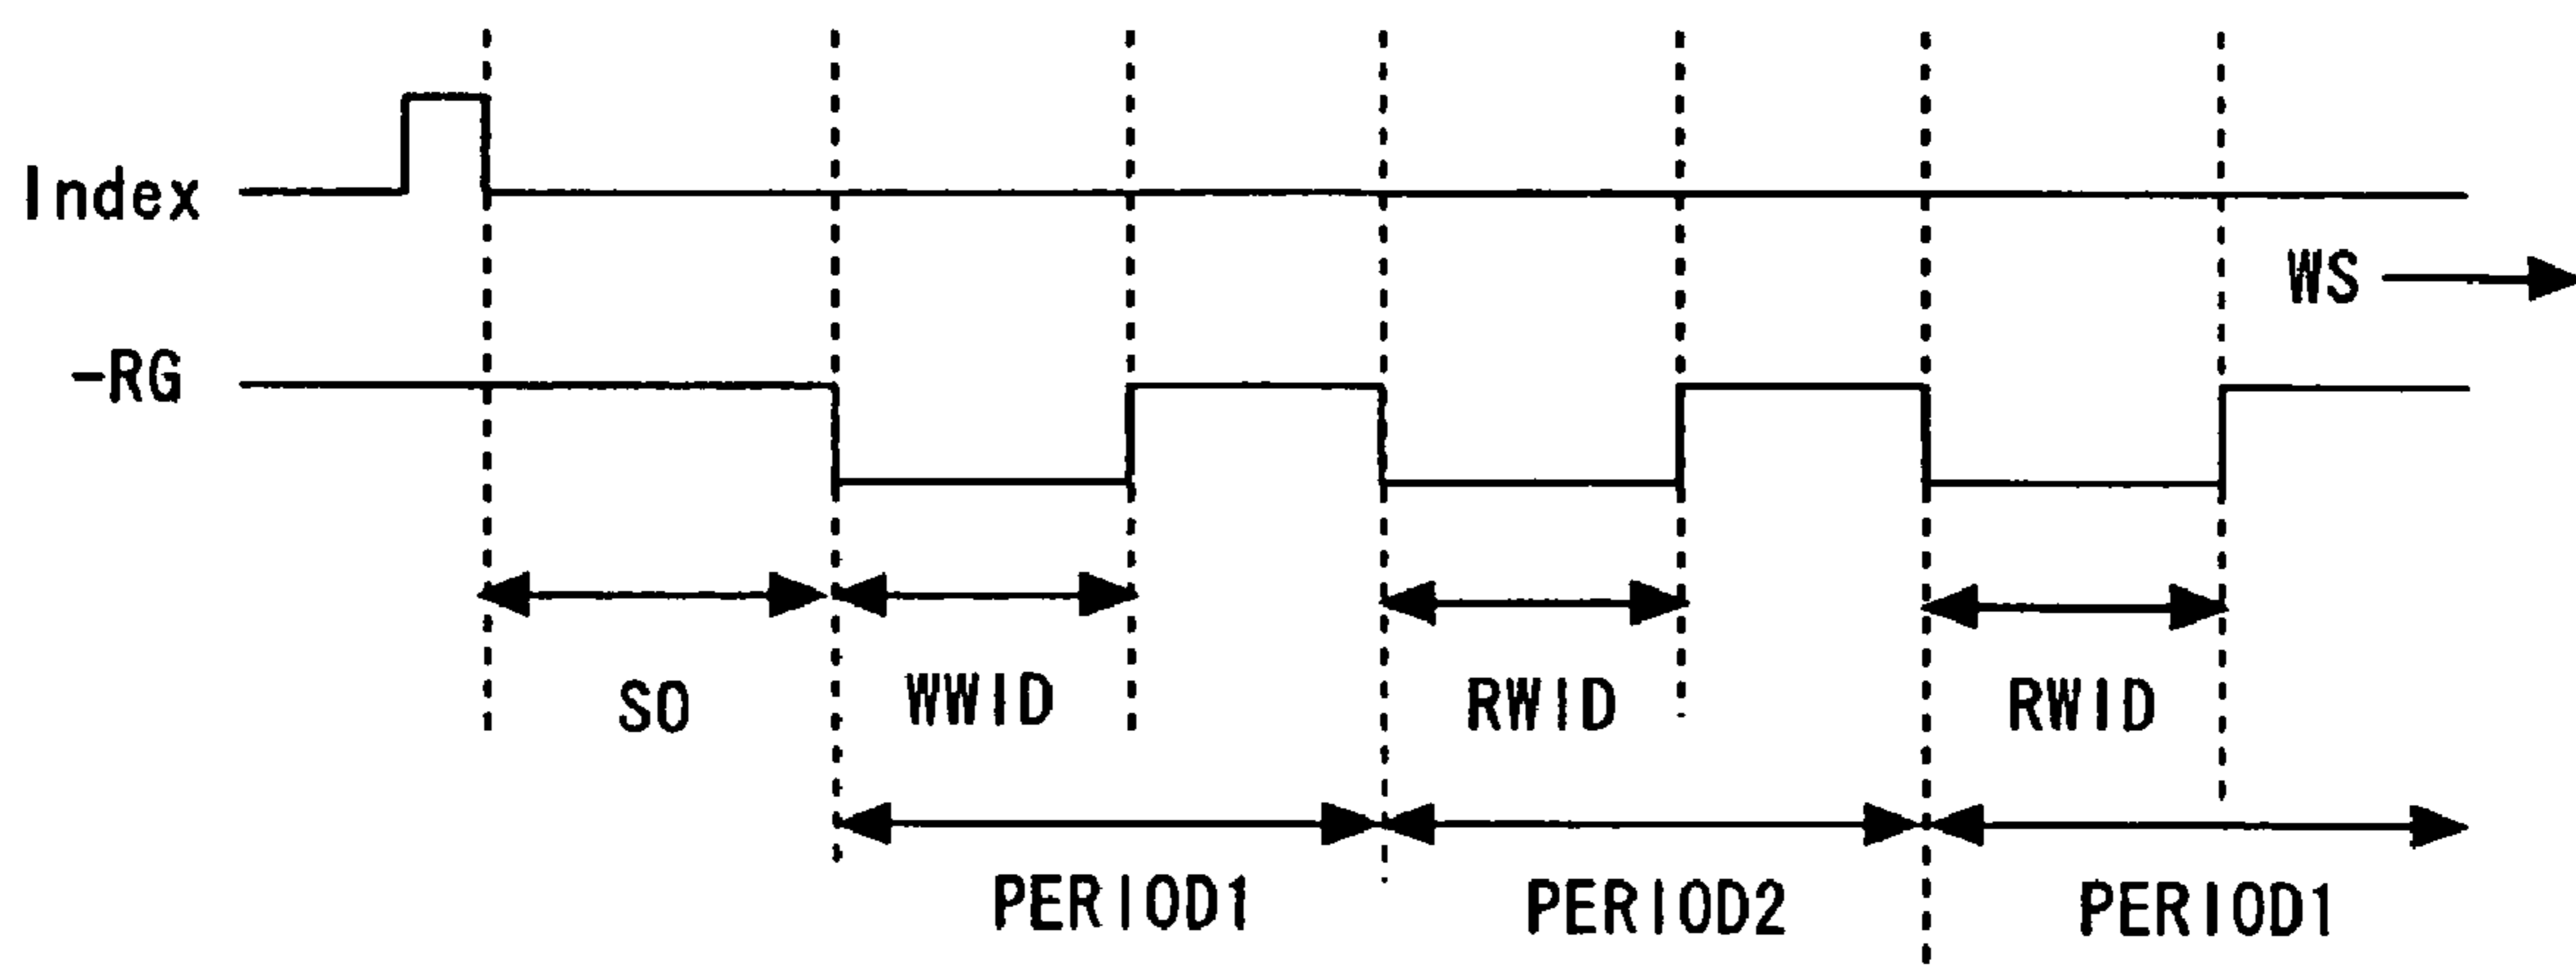 Index
WS
-RG
SO WWID RWID RWID
PERIOD1 PERIOD2 PERIOD1